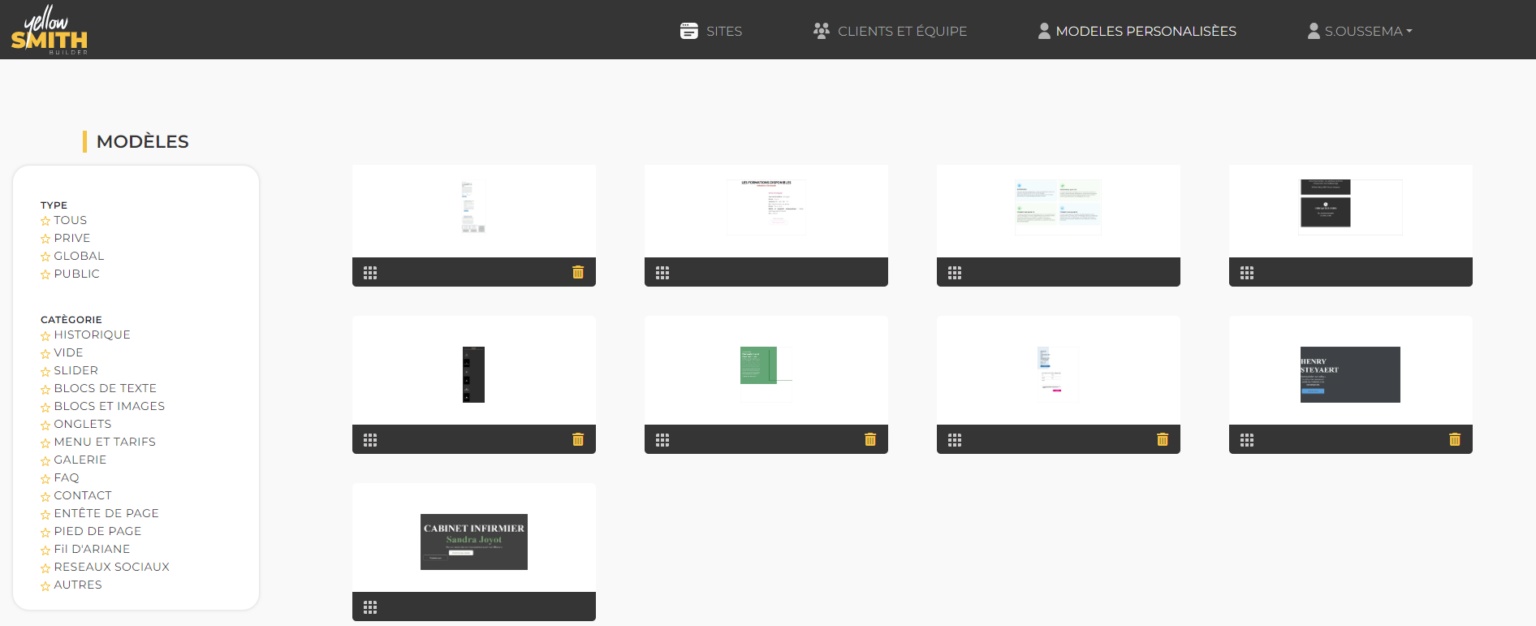 yellow
SMITH
BUILDER
SITES
CLIENTS ET ÉQUIPE
MODELES PERSONALISÈES
S.OUSSEMA
MODÈLES
TYPE
TOUS
PRIVE
GLOBAL
PUBLIC
CATÈGORIE
HISTORIQUE
VIDE
SLIDER
BLOCS DE TEXTE
BLOCS ET IMAGES
ONGLETS
MENU ET TARIFS
GALERIE
FAQ
CONTACT
ENTÊTE DE PAGE
PIED DE PAGE
Fil D'ARIANE
RESEAUX SOCIAUX
AUTRES
LES FORMATIONS DISPONIBLES
HENRY
STEYAERT
CABINET INFIRMIER
Sandra Joyot